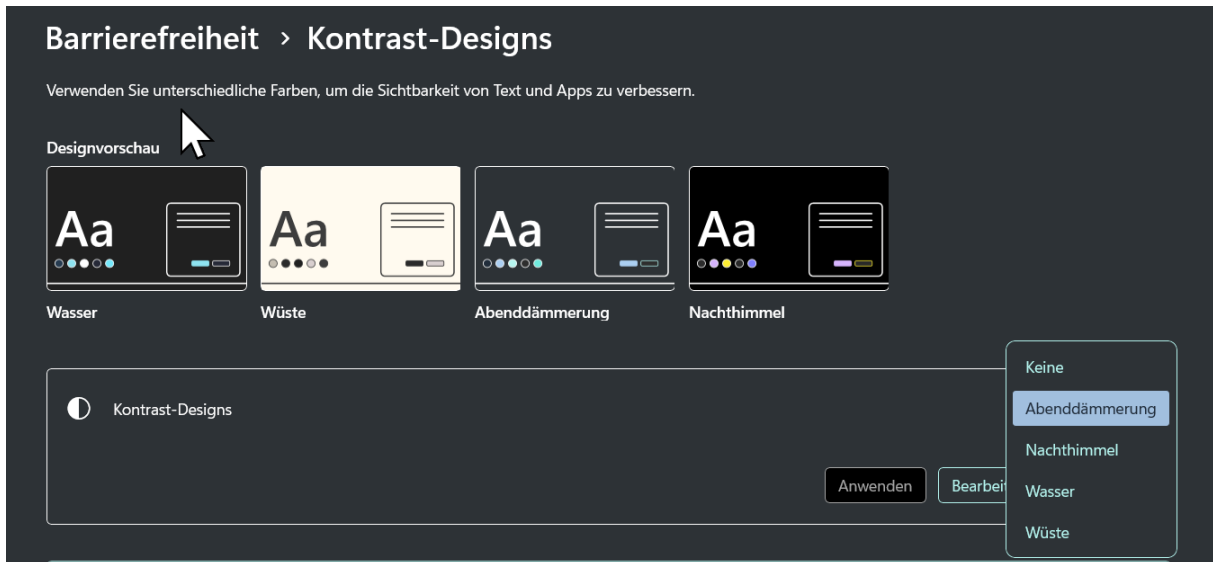 Barrierefreiheit > Kontrast-Designs
Verwenden Sie unterschiedliche Farben, um die Sichtbarkeit von Text und Apps zu verbessern.
Designvorschau
Aa Aa Aa Aa
Wasser Wüste Abenddämmerung Nachthimmel
Kontrast-Designs
Anwenden Bearbei
Keine
Abenddämmerung
Nachthimmel
Wasser
Wüste